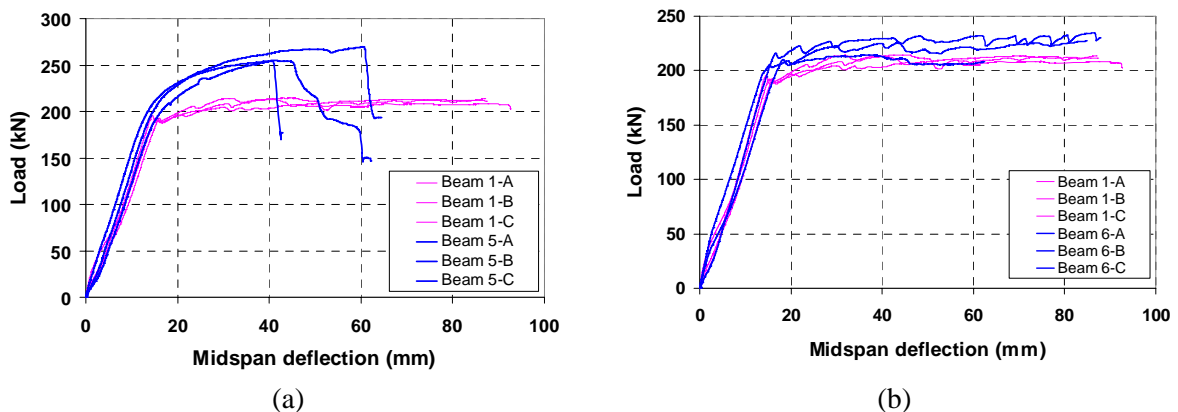 300
250
200
150
100
50
0
Load (kN)
0 20 40 60 80 100
Midspan deflection (mm)
Beam 1-A
Beam 1-B
Beam 1-C
Beam 5-A
Beam 5-B
Beam 5-C
(a)
250
200
150
100
50
0
Load (kN)
0 20 40 60 80 100
Midspan deflection (mm)
Beam 1-A
Beam 1-B
Beam 1-C
Beam 6-A
Beam 6-B
Beam 6-C
(b)